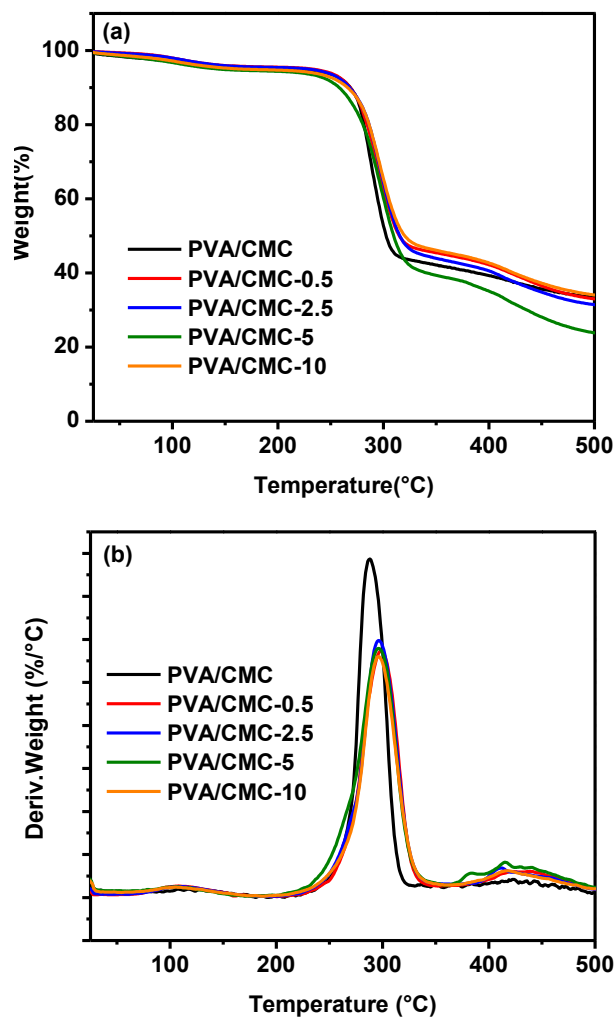 (a)
100
80
60
40
20
0
Weight(%)
PVA/CMC
PVA/CMC-0.5
PVA/CMC-2.5
PVA/CMC-5
PVA/CMC-10
100 200 300 400 500
Temperature(°C)
(b)
Deriv.Weight (%/°C)
PVA/CMC
PVA/CMC-0.5
PVA/CMC-2.5
PVA/CMC-5
PVA/CMC-10
100 200 300 400 500
Temperature (°C)